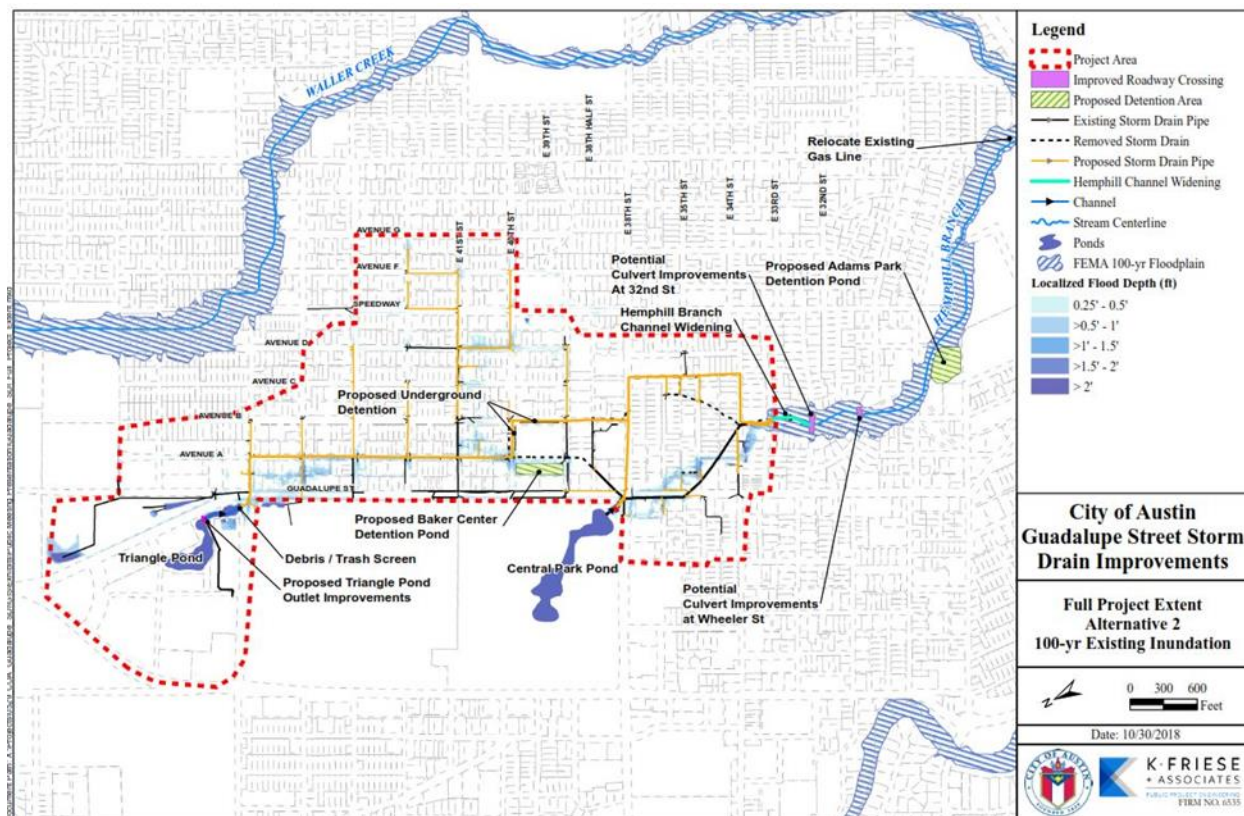 WALLER CREEK
E 39TH ST
E 38TH HALF ST
Relocate Existing
Gas Line
E 38TH ST
E 35TH ST
E 34TH ST
E 33RD ST
E 32ND ST
AVENUE G
E 41ST ST
E 40TH ST
AVENUE F
SPEEDWAY
AVENUE D
AVENUE C
AVENUE B
AVENUE A
GUADALUPE ST
HEMPHILL BRANCH
Potential
Culvert Improvements
At 32nd St
Proposed Adams Park
Detention Pond
Hemphill Branch
Channel Widening
Proposed Underground
Detention
Proposed Baker Center
Detention Pond
Triangle Pond
Debris / Trash Screen
Proposed Triangle Pond
Outlet Improvements
Central Park Pond
Potential
Culvert Improvements
at Wheeler St
Legend
Project Area
Improved Roadway Crossing
Proposed Detention Area
Existing Storm Drain Pipe
Removed Storm Drain
Proposed Storm Drain Pipe
Hemphill Channel Widening
Channel
Stream Centerline
Ponds
FEMA 100-yr Floodplain
Localized Flood Depth (ft)
0.25' - 0.5'
>0.5' - 1'
>1' - 1.5'
>1.5' - 2'
> 2'
City of Austin
Guadalupe Street Storm
Drain Improvements
Full Project Extent
Alternative 2
100-yr Existing Inundation
N
0 300 600
Feet
Date: 10/30/2018
CITY OF AUSTIN
K·FRIESE
+ ASSOCIATES
PUBLIC PROJECT ENGINEERING
FIRM NO. 6535